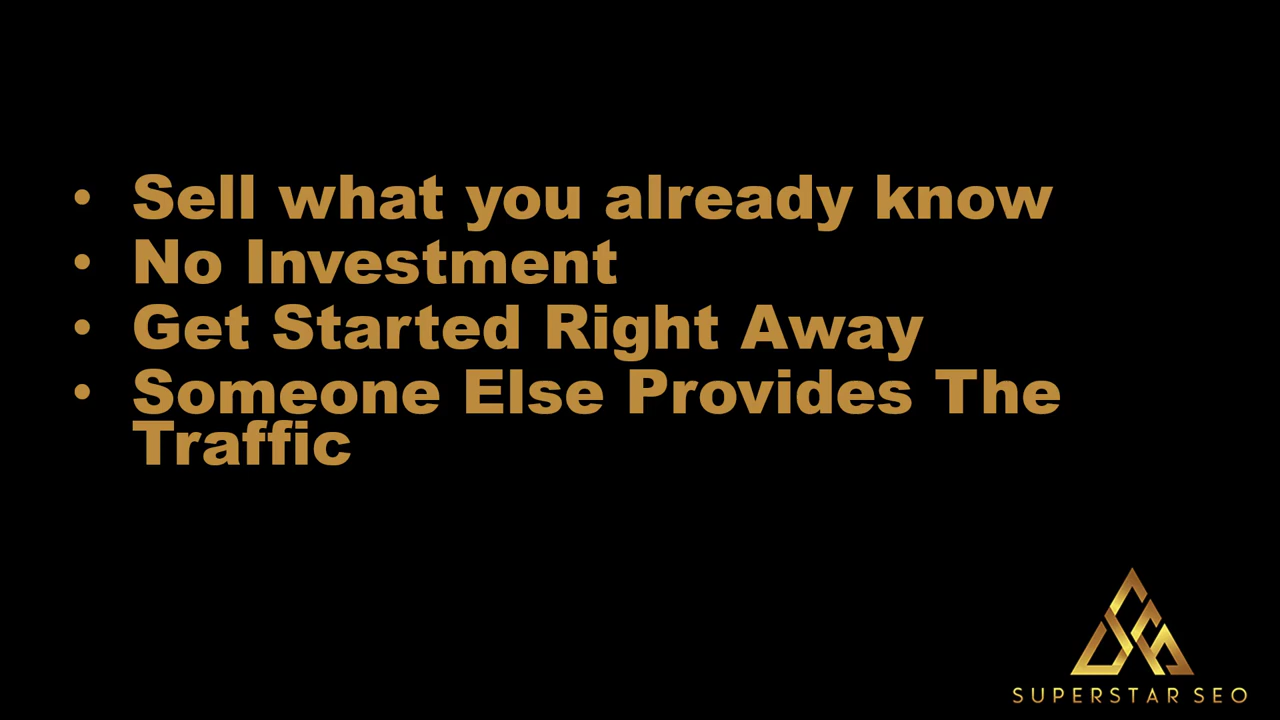 • Sell what you already know
• No Investment
• Get Started Right Away
• Someone Else Provides The
Traffic
SUPERSTAR SEO